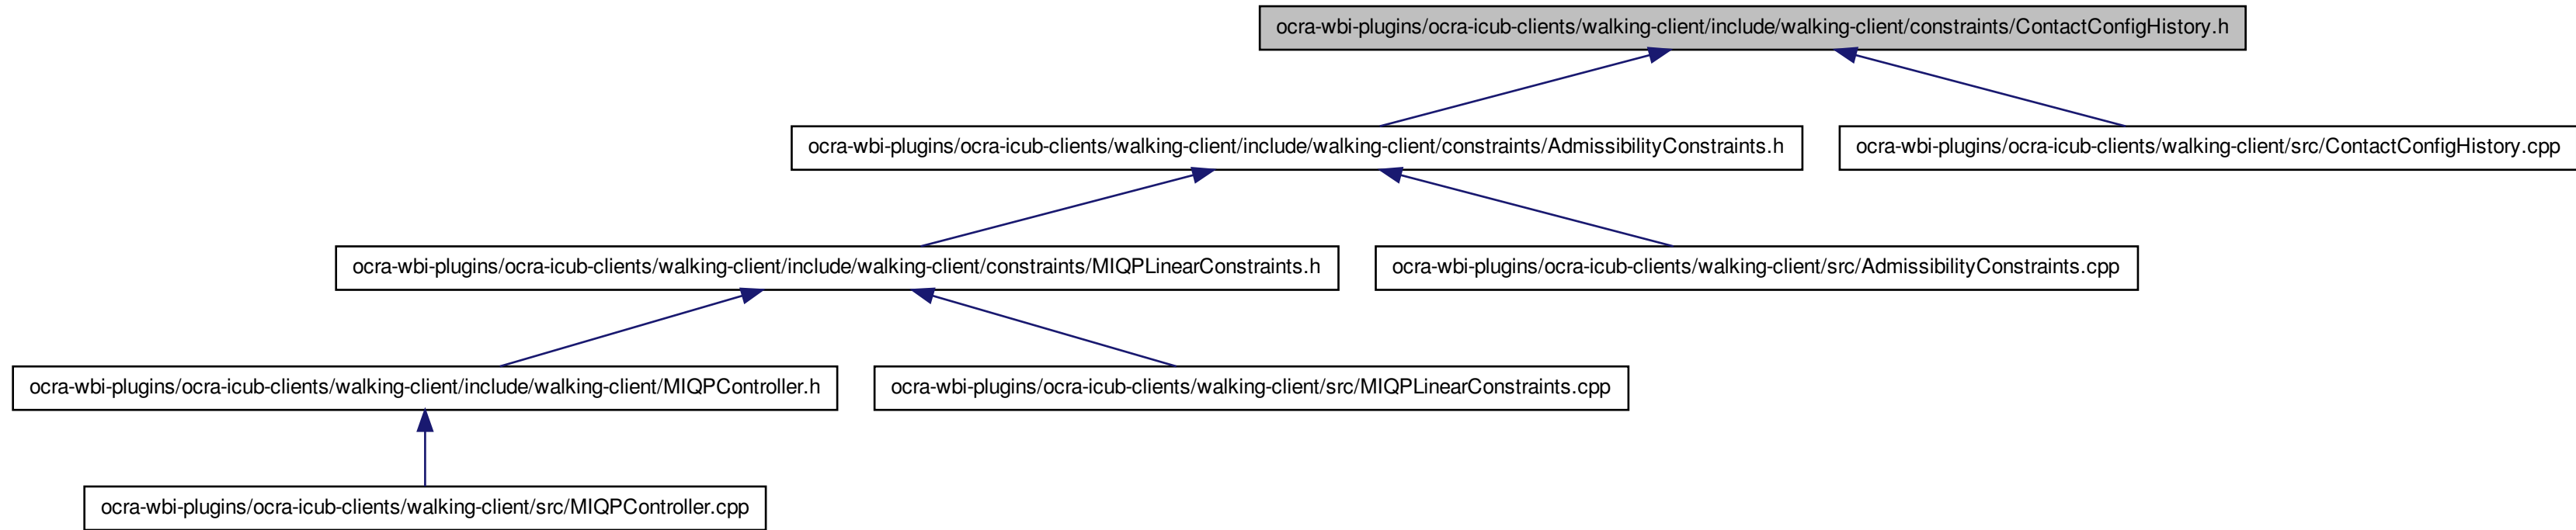 ocra-wbi-plugins/ocra-icub-clients/walking-client/include/walking-client/constraints/ContactConfigHistory.h
ocra-wbi-plugins/ocra-icub-clients/walking-client/include/walking-client/constraints/AdmissibilityConstraints.h
ocra-wbi-plugins/ocra-icub-clients/walking-client/src/ContactConfigHistory.cpp
ocra-wbi-plugins/ocra-icub-clients/walking-client/include/walking-client/constraints/MIQPLinearConstraints.h
ocra-wbi-plugins/ocra-icub-clients/walking-client/src/AdmissibilityConstraints.cpp
ocra-wbi-plugins/ocra-icub-clients/walking-client/include/walking-client/MIQPController.h
ocra-wbi-plugins/ocra-icub-clients/walking-client/src/MIQPLinearConstraints.cpp
ocra-wbi-plugins/ocra-icub-clients/walking-client/src/MIQPController.cpp